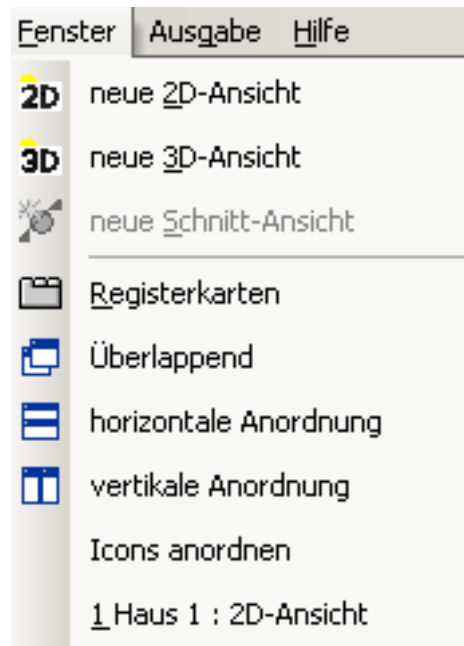 Fenster Ausgabe Hilfe
2D neue 2D-Ansicht
3D neue 3D-Ansicht
neue Schnitt-Ansicht
Registerkarten
Überlappend
horizontale Anordnung
vertikale Anordnung
Icons anordnen
1 Haus 1 : 2D-Ansicht